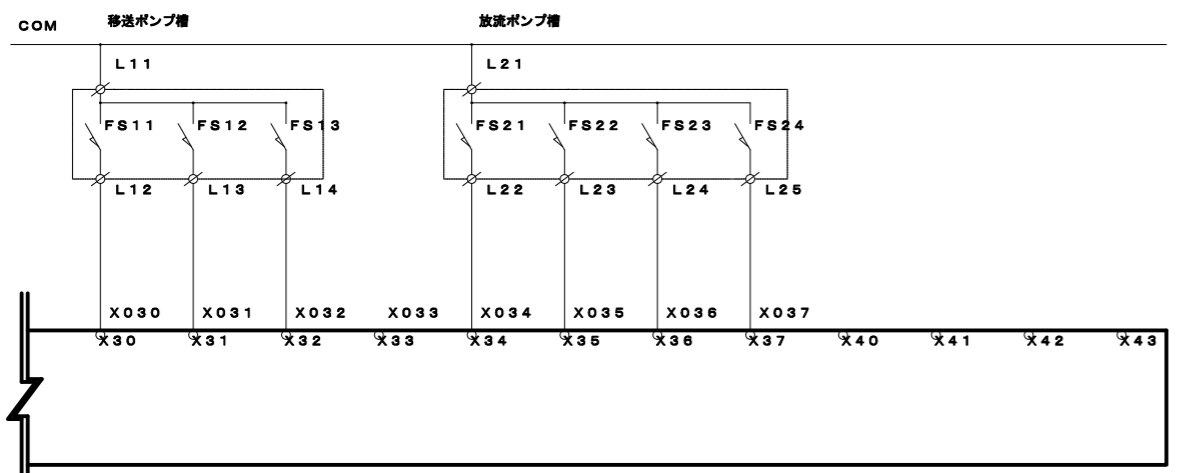 COM 移送ポンプ槽 放流ポンプ槽
L11 L21
FS11 FS12 FS13 FS21 FS22 FS23 FS24
L12 L13 L14 L22 L23 L24 L25
X030 X031 X032 X033 X034 X035 X036 X037
X30 X31 X32 X33 X34 X35 X36 X37 X40 X41 X42 X43